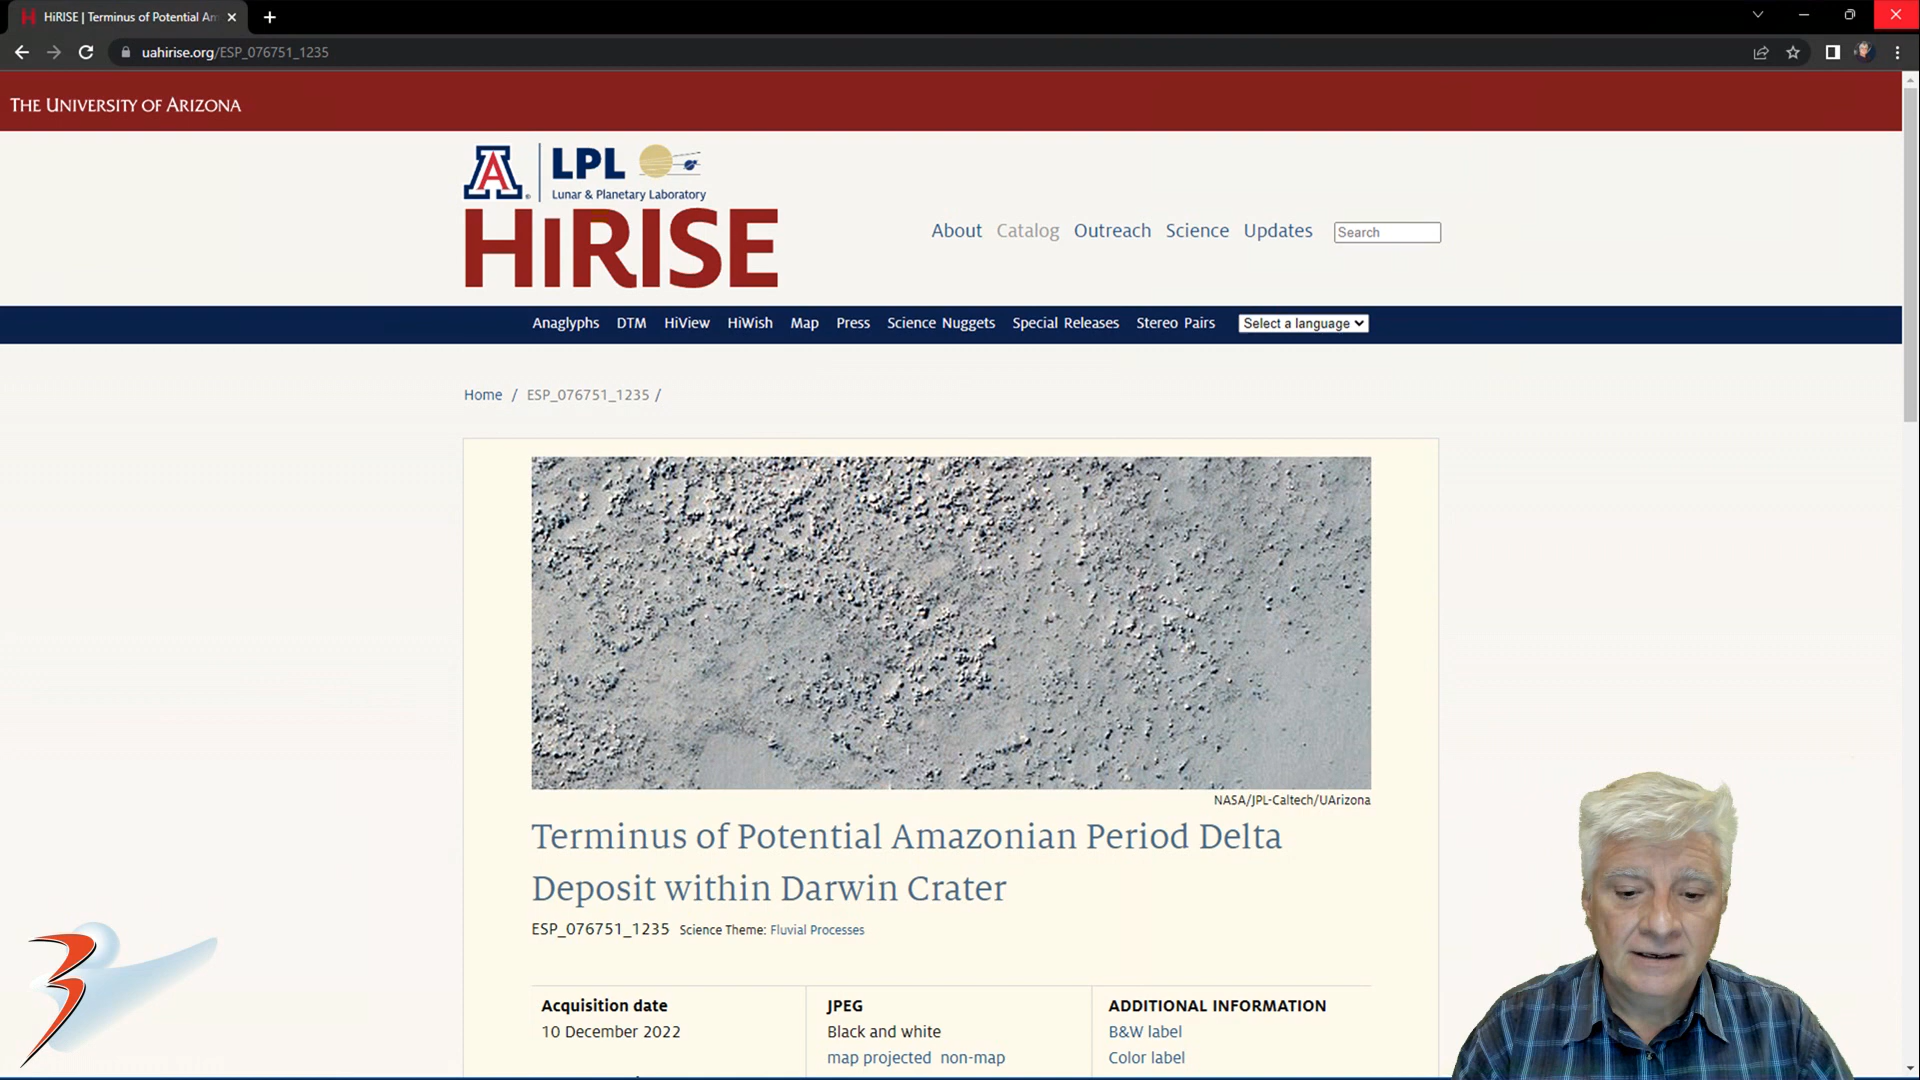 HiRISE | Terminus of Potential Am
uahirise.org/ESP_076751_1235
THE UNIVERSITY OF ARIZONA
A LPL
Lunar & Planetary Laboratory
HiRISE
About Catalog Outreach Science Updates Search
Anaglyphs DTM HiView HiWish Map Press Science Nuggets Special Releases Stereo Pairs Select a language
Home / ESP_076751_1235 /
NASA/JPL-Caltech/UArizona
Terminus of Potential Amazonian Period Delta
Deposit within Darwin Crater
ESP_076751_1235 Science Theme: Fluvial Processes
Acquisition date JPEG ADDITIONAL INFORMATION
10 December 2022 Black and white B&W label
map projected non-map Color label